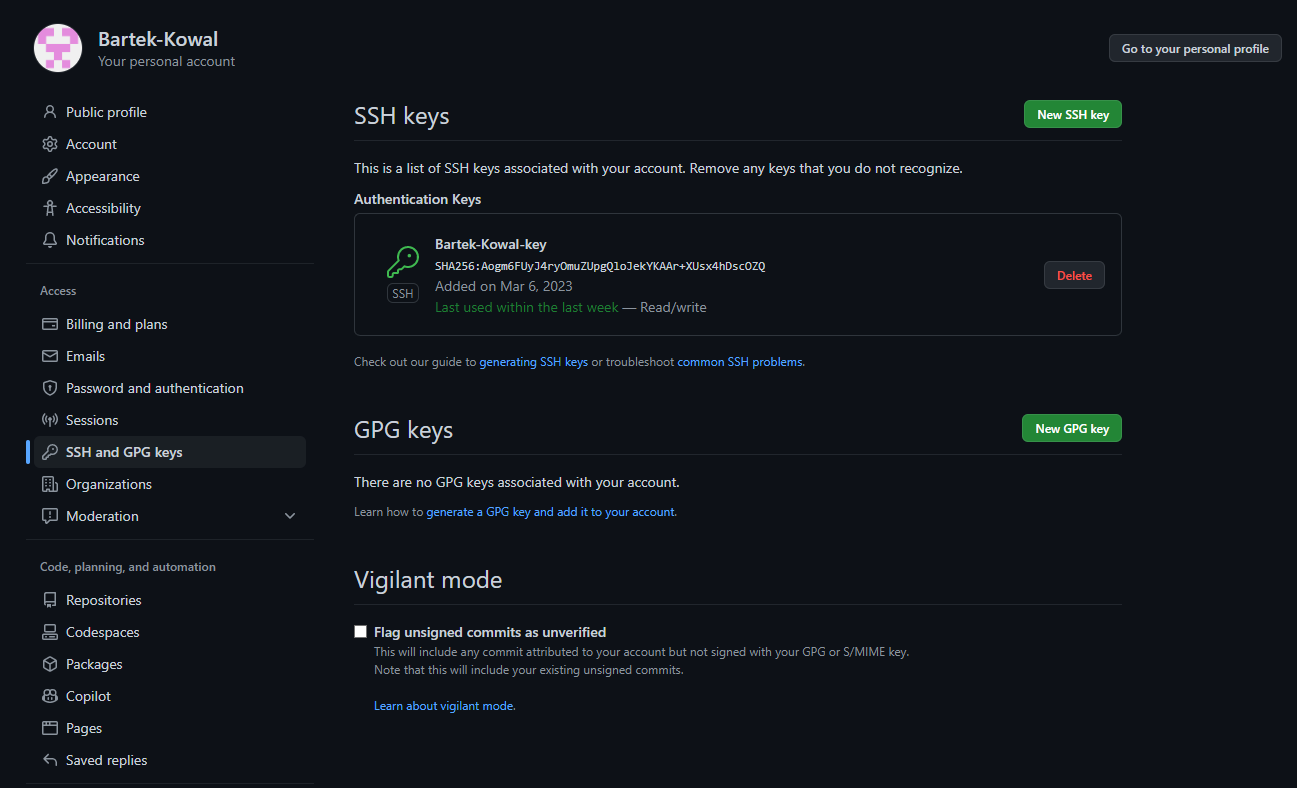 Bartek-Kowal
Your personal account
Go to your personal profile
Public profile
Account
Appearance
Accessibility
Notifications
Access
Billing and plans
Emails
Password and authentication
Sessions
SSH and GPG keys
Organizations
Moderation
Code, planning, and automation
Repositories
Codespaces
Packages
Copilot
Pages
Saved replies
SSH keys
New SSH key
This is a list of SSH keys associated with your account. Remove any keys that you do not recognize.
Authentication Keys
Bartek-Kowal-key
SHA256:Aogm6FUyJ4ryOmuZUpgQloJekYKAAr+XUsx4hDscOZQ
Added on Mar 6, 2023
Last used within the last week — Read/write
SSH
Delete
Check out our guide to generating SSH keys or troubleshoot common SSH problems.
GPG keys
New GPG key
There are no GPG keys associated with your account.
Learn how to generate a GPG key and add it to your account.
Vigilant mode
Flag unsigned commits as unverified
This will include any commit attributed to your account but not signed with your GPG or S/MIME key.
Note that this will include your existing unsigned commits.
Learn about vigilant mode.